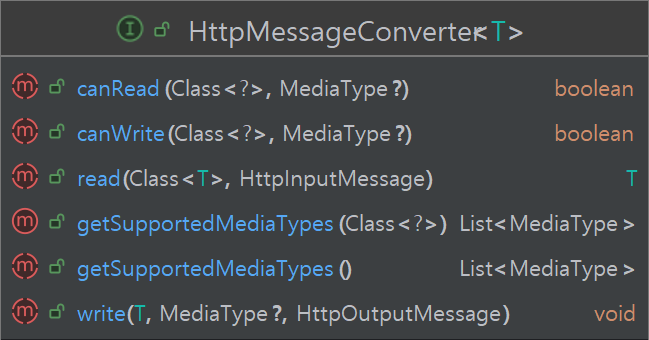 HttpMessageConverter<T>
canRead(Class<?>, MediaType?) boolean
canWrite(Class<?>, MediaType?) boolean
read(Class<T>, HttpInputMessage) T
getSupportedMediaTypes(Class<?>) List<MediaType>
getSupportedMediaTypes() List<MediaType>
write(T, MediaType?, HttpOutputMessage) void